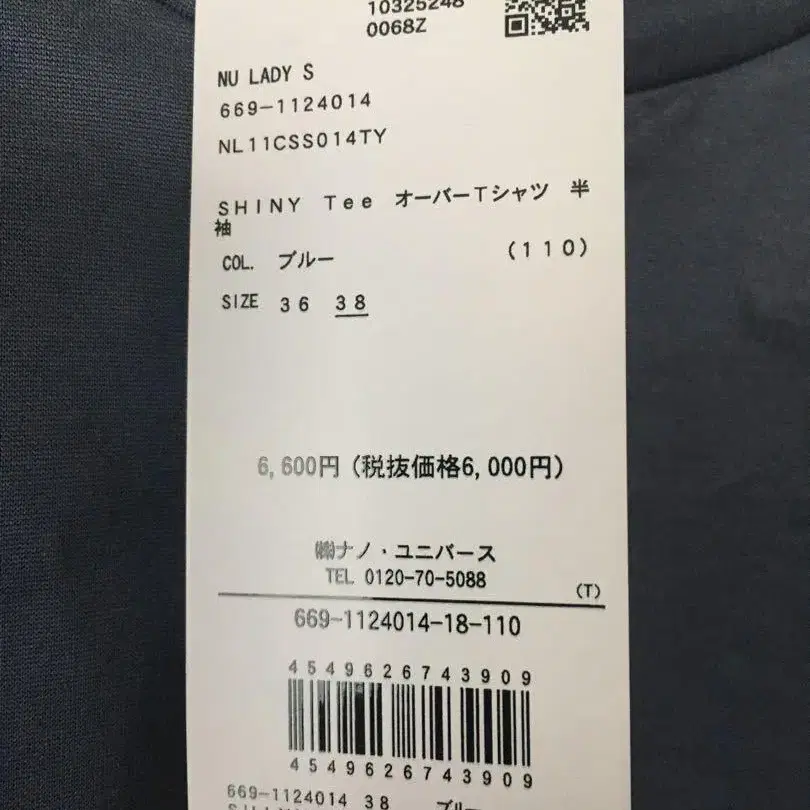 10325248
0068Z
NU LADY S
669-1124014
NL11CSS014TY
SHINY Tee オーバーTシャツ 半
袖
COL. ブルー (110)
SIZE 36 38
6,600円(税抜価格6,000円)
㈱ナノ・ユニバース
TEL 0120-70-5088
(T)
669-1124014-18-110
4549626743909
4549626743909
669-1124014 38 ブルー